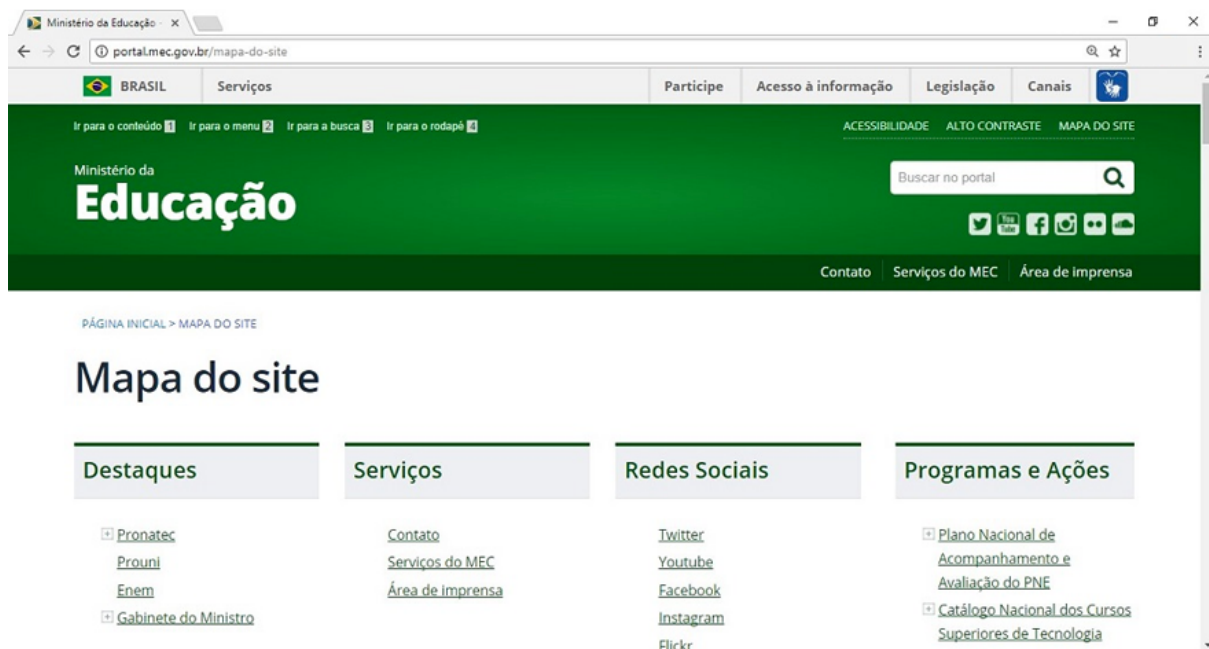 Ministério da Educação -
portal.mec.gov.br/mapa-do-site
BRASIL Serviços Participe Acesso à informação Legislação Canais
Ir para o conteúdo 1 Ir para o menu 2 Ir para a busca 3 Ir para o rodapé 4 ACESSIBILIDADE ALTO CONTRASTE MAPA DO SITE
Ministério da
Educação
Buscar no portal
You Tube
Contato Serviços do MEC Área de imprensa
PÁGINA INICIAL > MAPA DO SITE
Mapa do site
Destaques
Pronatec
Prouni
Enem
Gabinete do Ministro
Serviços
Contato
Serviços do MEC
Área de imprensa
Redes Sociais
Twitter
Youtube
Facebook
Instagram
Flickr
Programas e Ações
Plano Nacional de
Acompanhamento e
Avaliação do PNE
Catálogo Nacional dos Cursos
Superiores de Tecnologia